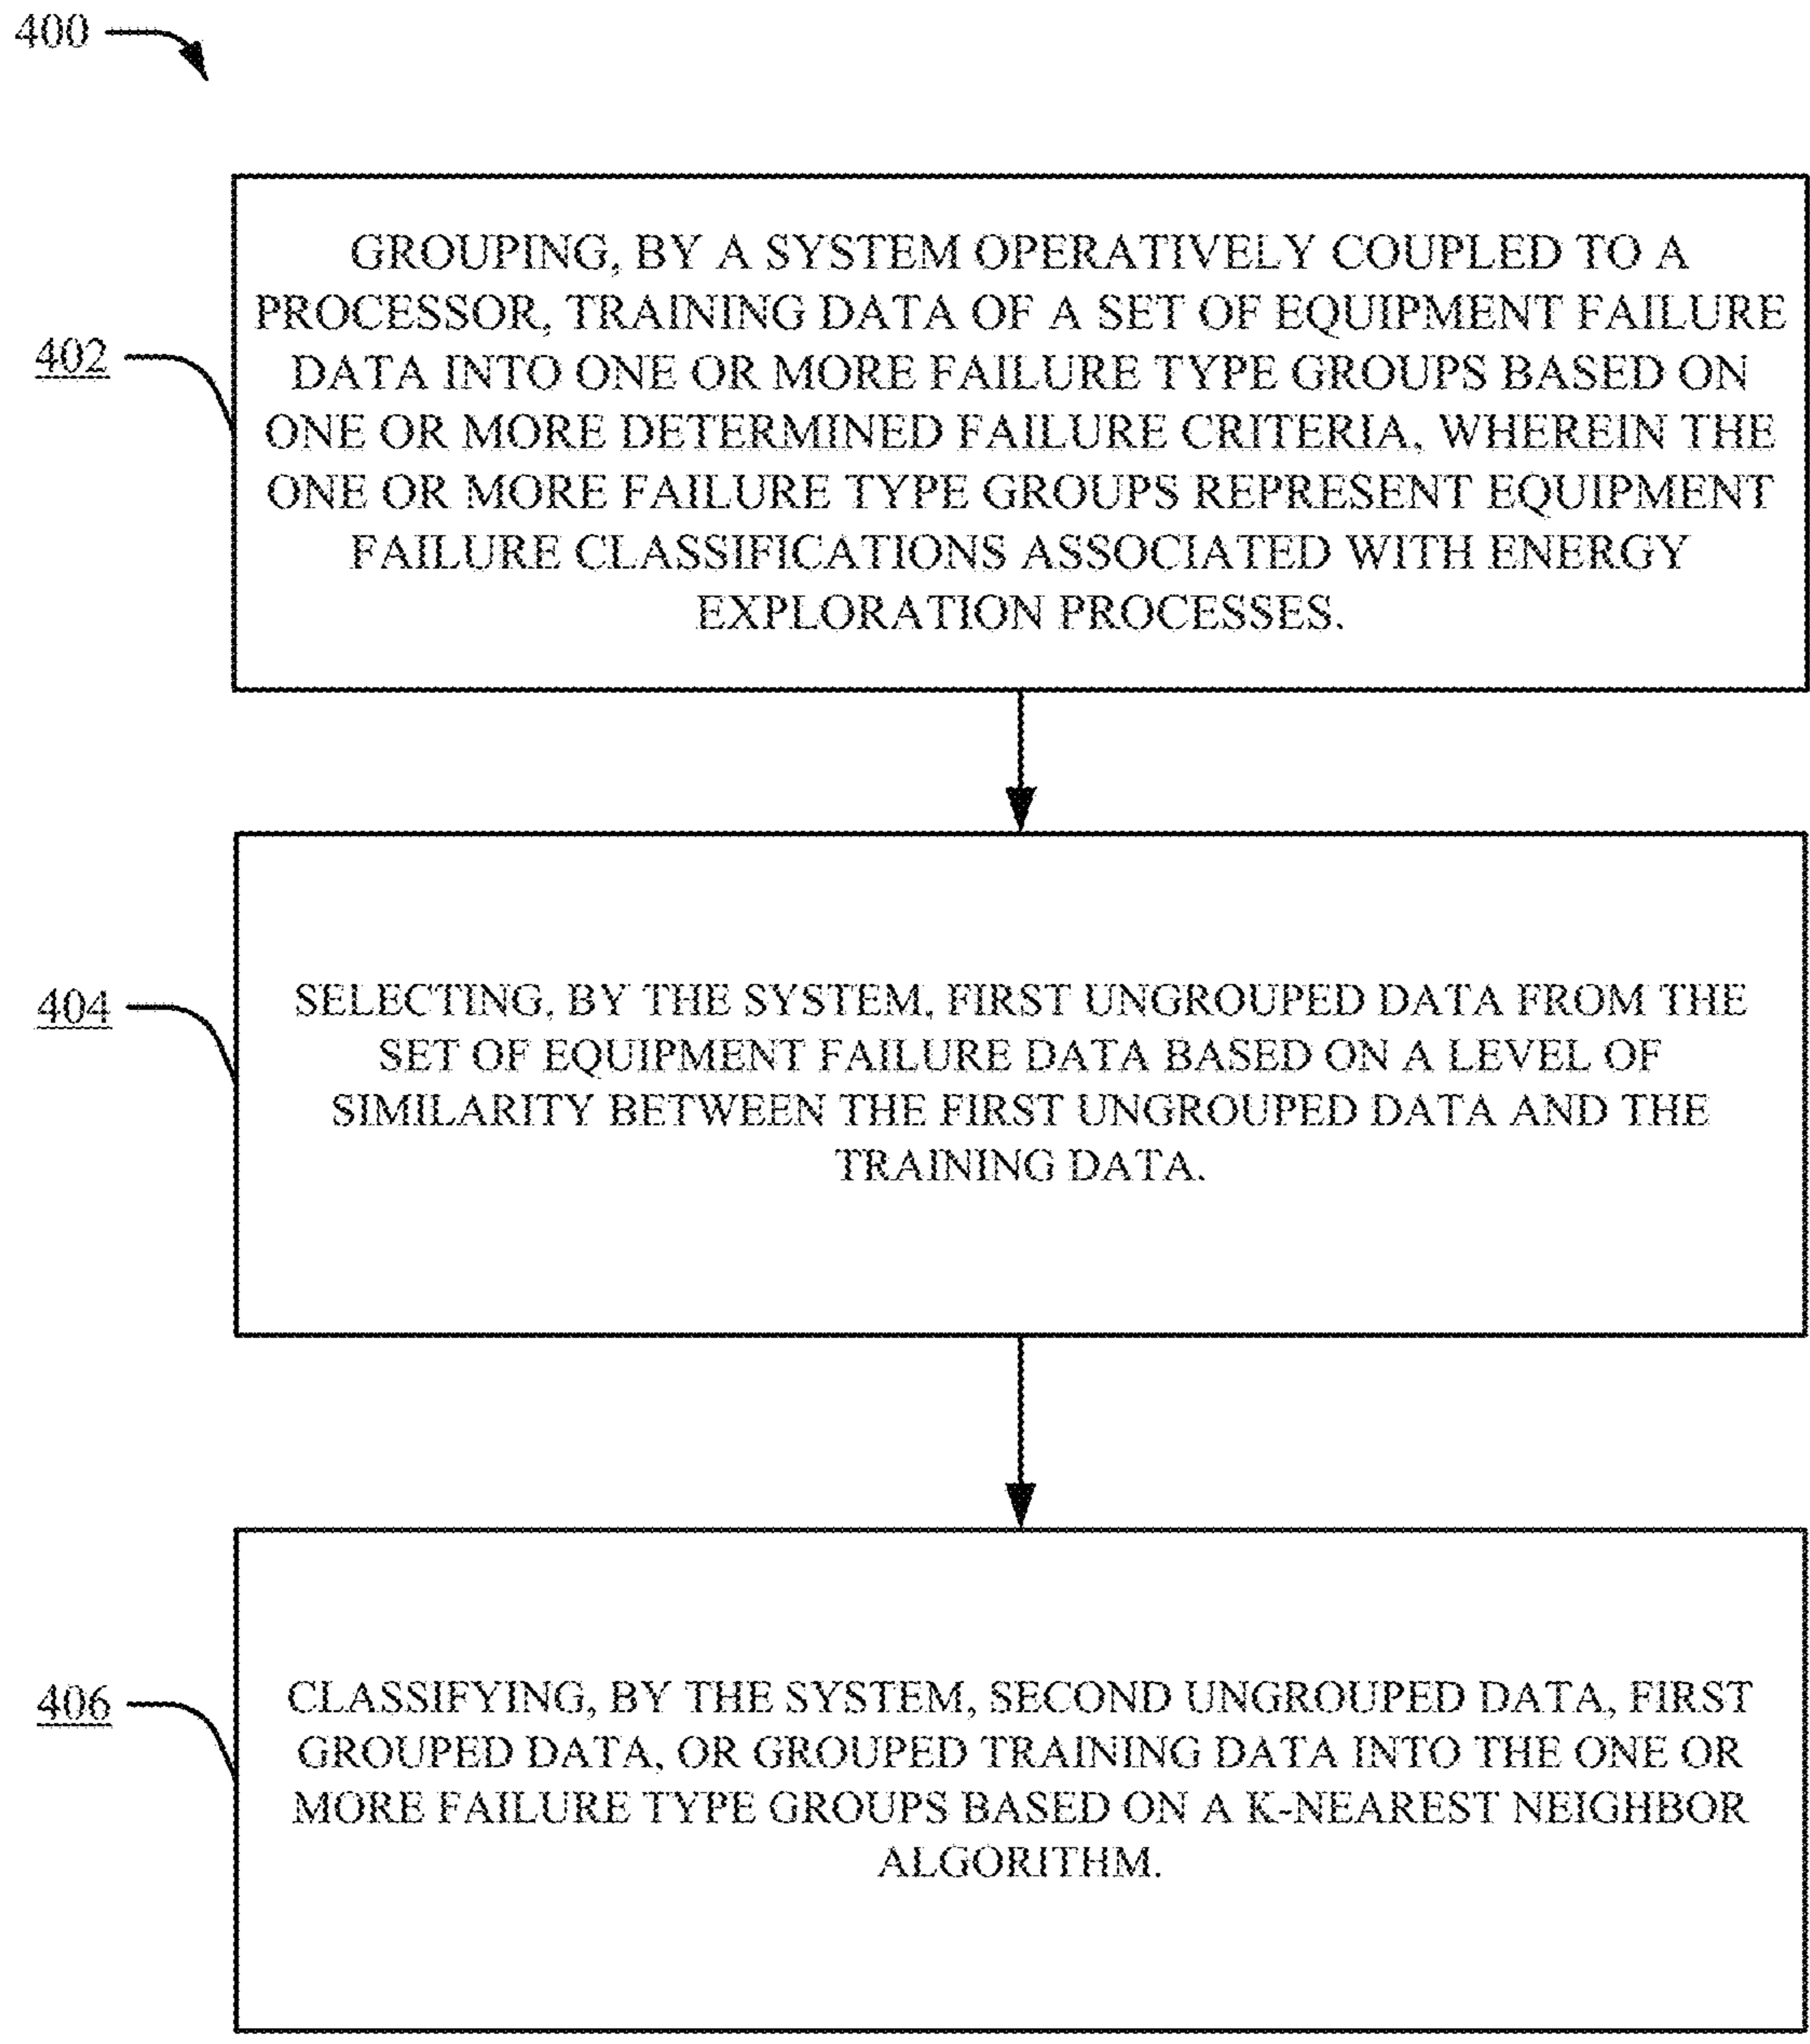 400
GROUPING, BY A SYSTEM OPERATIVELY COUPLED TO A
PROCESSOR, TRAINING DATA OF A SET OF EQUIPMENT FAILURE
DATA INTO ONE OR MORE FAILURE TYPE GROUPS BASED ON
ONE OR MORE DETERMINED FAILURE CRITERIA, WHEREIN THE
ONE OR MORE FAILURE TYPE GROUPS REPRESENT EQUIPMENT
FAILURE CLASSIFICATIONS ASSOCIATED WITH ENERGY
EXPLORATION PROCESSES.
402
SELECTING, BY THE SYSTEM, FIRST UNGROUPED DATA FROM THE
SET OF EQUIPMENT FAILURE DATA BASED ON A LEVEL OF
SIMILARITY BETWEEN THE FIRST UNGROUPED DATA AND THE
TRAINING DATA.
404
CLASSIFYING, BY THE SYSTEM, SECOND UNGROUPED DATA, FIRST
GROUPED DATA, OR GROUPED TRAINING DATA INTO THE ONE OR
MORE FAILURE TYPE GROUPS BASED ON A K-NEAREST NEIGHBOR
ALGORITHM.
406